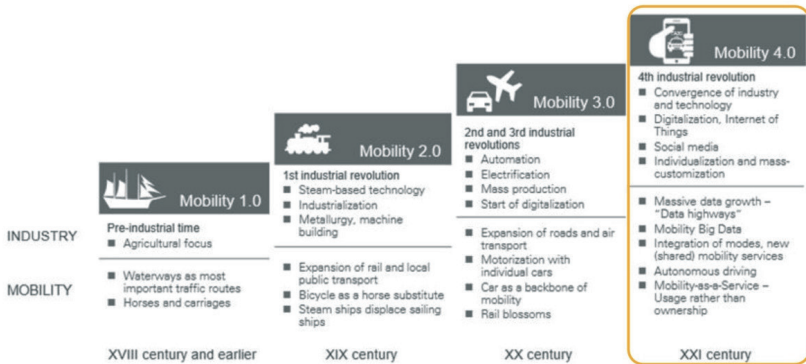 Mobility 4.0
4th industrial revolution
■ Convergence of industry
and technology
■ Digitalization, Internet of
Things
■ Social media
■ Individualization and mass-
customization
Mobility 3.0
2nd and 3rd industrial
revolutions
■ Automation
■ Electrification
■ Mass production
■ Start of digitalization
Mobility 2.0
1st industrial revolution
■ Steam-based technology
■ Industrialization
■ Metallurgy, machine
building
Mobility 1.0
Pre-industrial time
■ Agricultural focus
INDUSTRY
MOBILITY
■ Waterways as most
important traffic routes
■ Horses and carriages
■ Expansion of rail and local
public transport
■ Bicycle as a horse substitute
■ Steam ships displace sailing
ships
■ Expansion of roads and air
transport
■ Motorization with
individual cars
■ Car as a backbone of
mobility
■ Rail blossoms
■ Massive data growth –
"Data highways"
■ Mobility Big Data
■ Integration of modes, new
(shared) mobility services
■ Autonomous driving
■ Mobility-as-a-Service –
Usage rather than
ownership
XVIII century and earlier
XIX century
XX century
XXI century